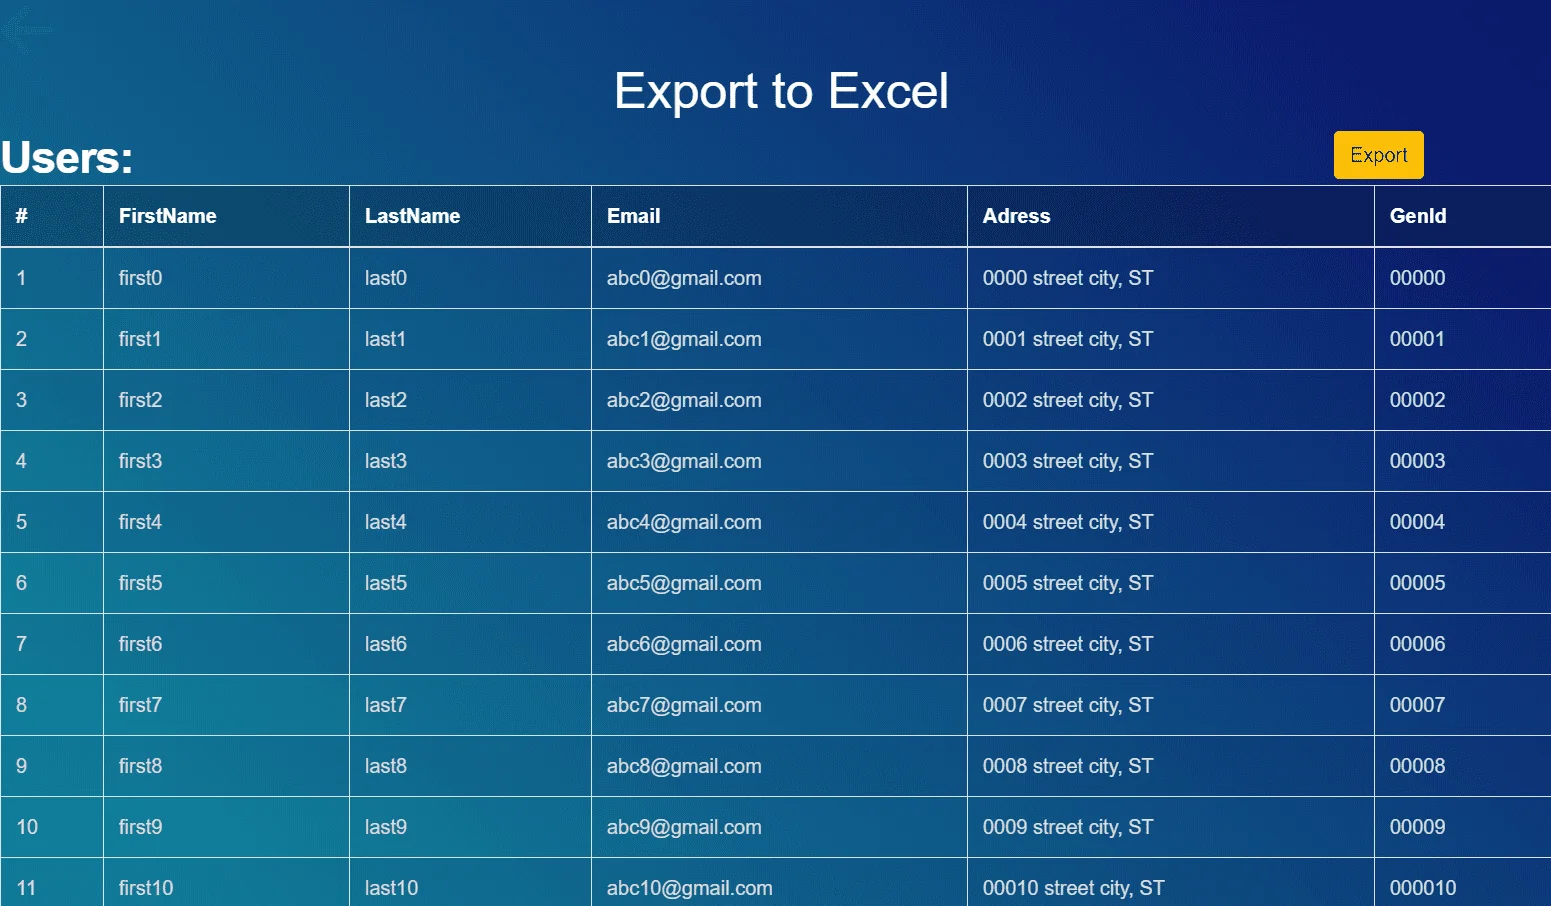 Export to Excel
Users:
Export
# FirstName LastName Email Adress GenId
1 first0 last0 abc0@gmail.com 0000 street city, ST 00000
2 first1 last1 abc1@gmail.com 0001 street city, ST 00001
3 first2 last2 abc2@gmail.com 0002 street city, ST 00002
4 first3 last3 abc3@gmail.com 0003 street city, ST 00003
5 first4 last4 abc4@gmail.com 0004 street city, ST 00004
6 first5 last5 abc5@gmail.com 0005 street city, ST 00005
7 first6 last6 abc6@gmail.com 0006 street city, ST 00006
8 first7 last7 abc7@gmail.com 0007 street city, ST 00007
9 first8 last8 abc8@gmail.com 0008 street city, ST 00008
10 first9 last9 abc9@gmail.com 0009 street city, ST 00009
11 first10 last10 abc10@gmail.com 00010 street city, ST 000010